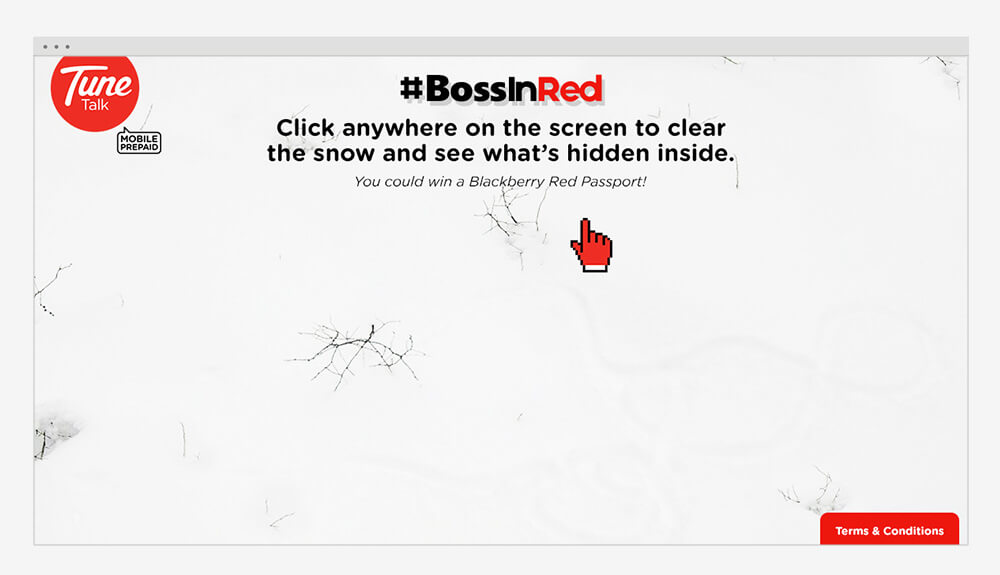 Tune
Talk
MOBILE
PREPAID
#BossInRed
Click anywhere on the screen to clear
the snow and see what’s hidden inside.
You could win a Blackberry Red Passport!
Terms & Conditions